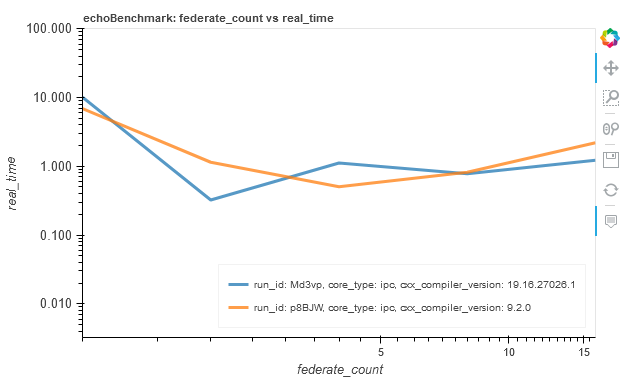 echoBenchmark: federate_count vs real_time
100.000
10.000
1.000
0.100
0.010
real_time
run_id: Md3vp, core_type: ipc, cxx_compiler_version: 19.16.27026.1
run_id: p8BJW, core_type: ipc, cxx_compiler_version: 9.2.0
5
10
15
federate_count